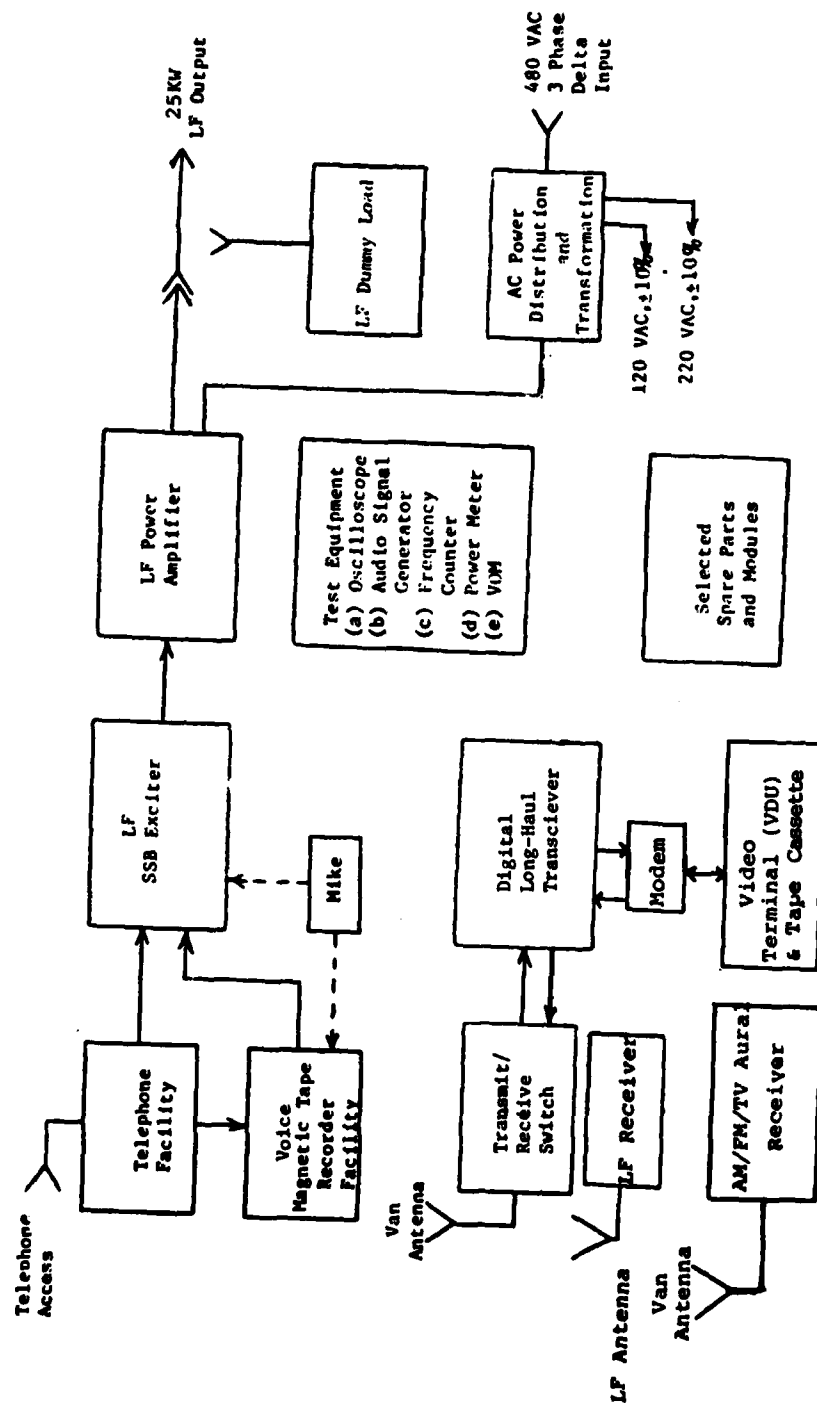 Telephone
Access
Telephone
Facility
Voice
Magnetic Tape
Recorder
Facility
LF
SSB Exciter
Mike
LF Power
Amplifier
25KW
LF Output
LF Dummy Load
Test Equipment
(a) Oscilloscope
(b) Audio Signal
Generator
(c) Frequency
Counter
(d) Power Meter
(e) VOM
AC Power
Distribution
and
Transformation
480 VAC
3 Phase
Delta
Input
120 VAC,±10%
220 VAC,±10%
Van
Antenna
Transmit/
Receive
Switch
Digital
Long-Haul
Transciever
Modem
Video
Terminal (VDU)
& Tape Cassette
LF Antenna
LF Receiver
Van
Antenna
AM/FM/TV Aural
Receiver
Selected
Spare Parts
and Modules